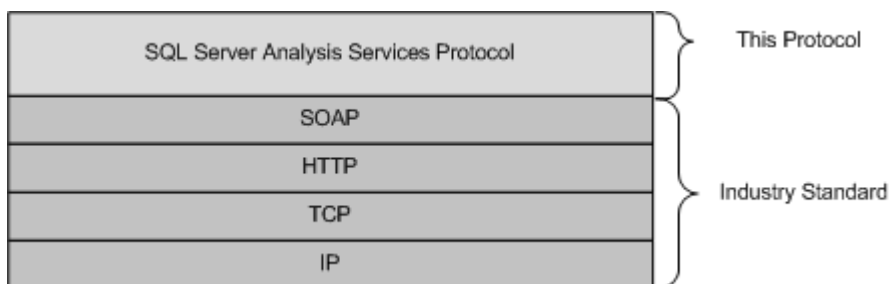 SQL Server Analysis Services Protocol
This Protocol
SOAP
HTTP
TCP
IP
Industry Standard